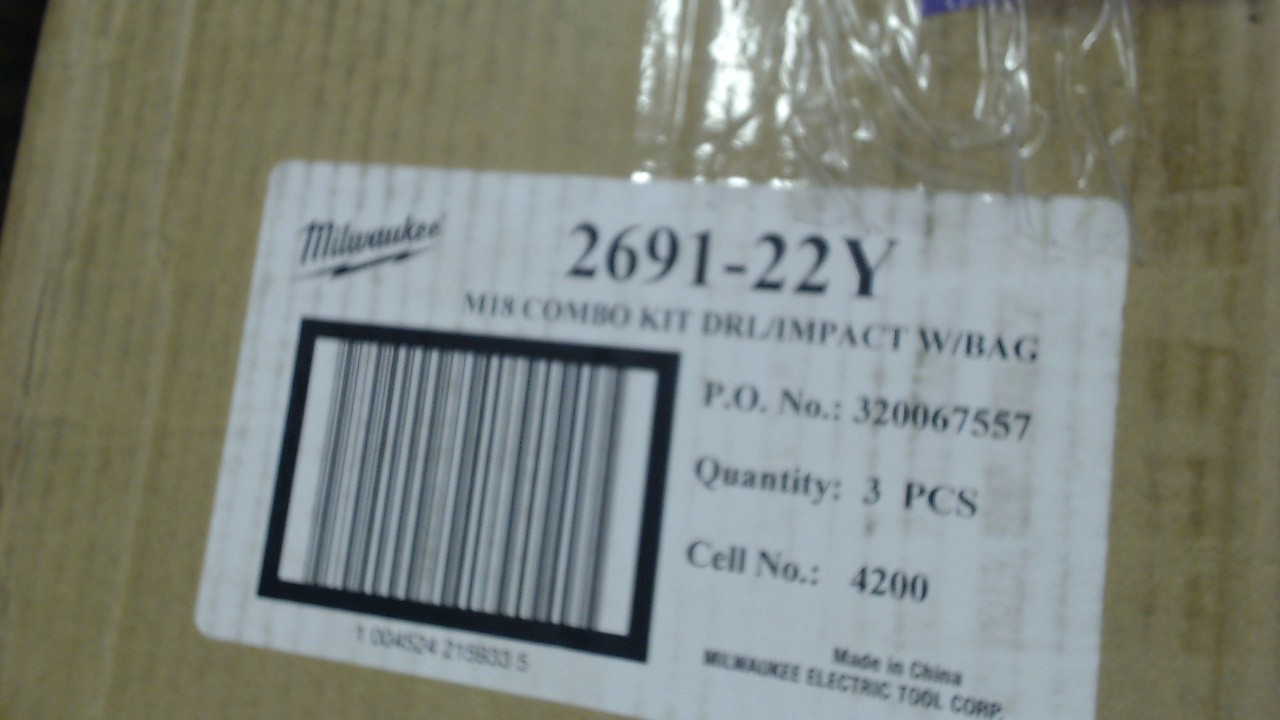 Milwaukee
2691-22Y
M18 COMBO KIT DRL/IMPACT W/BAG
P.O. No.: 320067557
Quantity: 3 PCS
Cell No.: 4200
1 004524 215933 5
Made in China
MILWAUKEE ELECTRIC TOOL CORP.